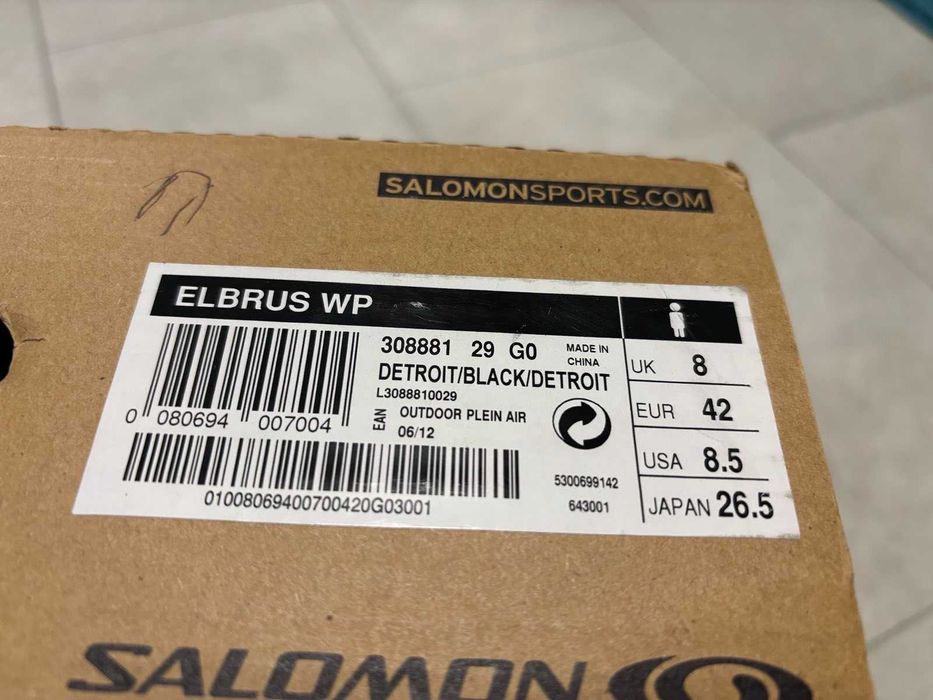 SALOMONSPORTS.COM
ELBRUS WP
308881 29 G0 MADE IN CHINA
DETROIT/BLACK/DETROIT
L3088810029
EAN OUTDOOR PLEIN AIR
06/12
0 080694 007004
01008069400700420G03001
5300699142
643001
UK 8
EUR 42
USA 8.5
JAPAN 26.5
SALOMON